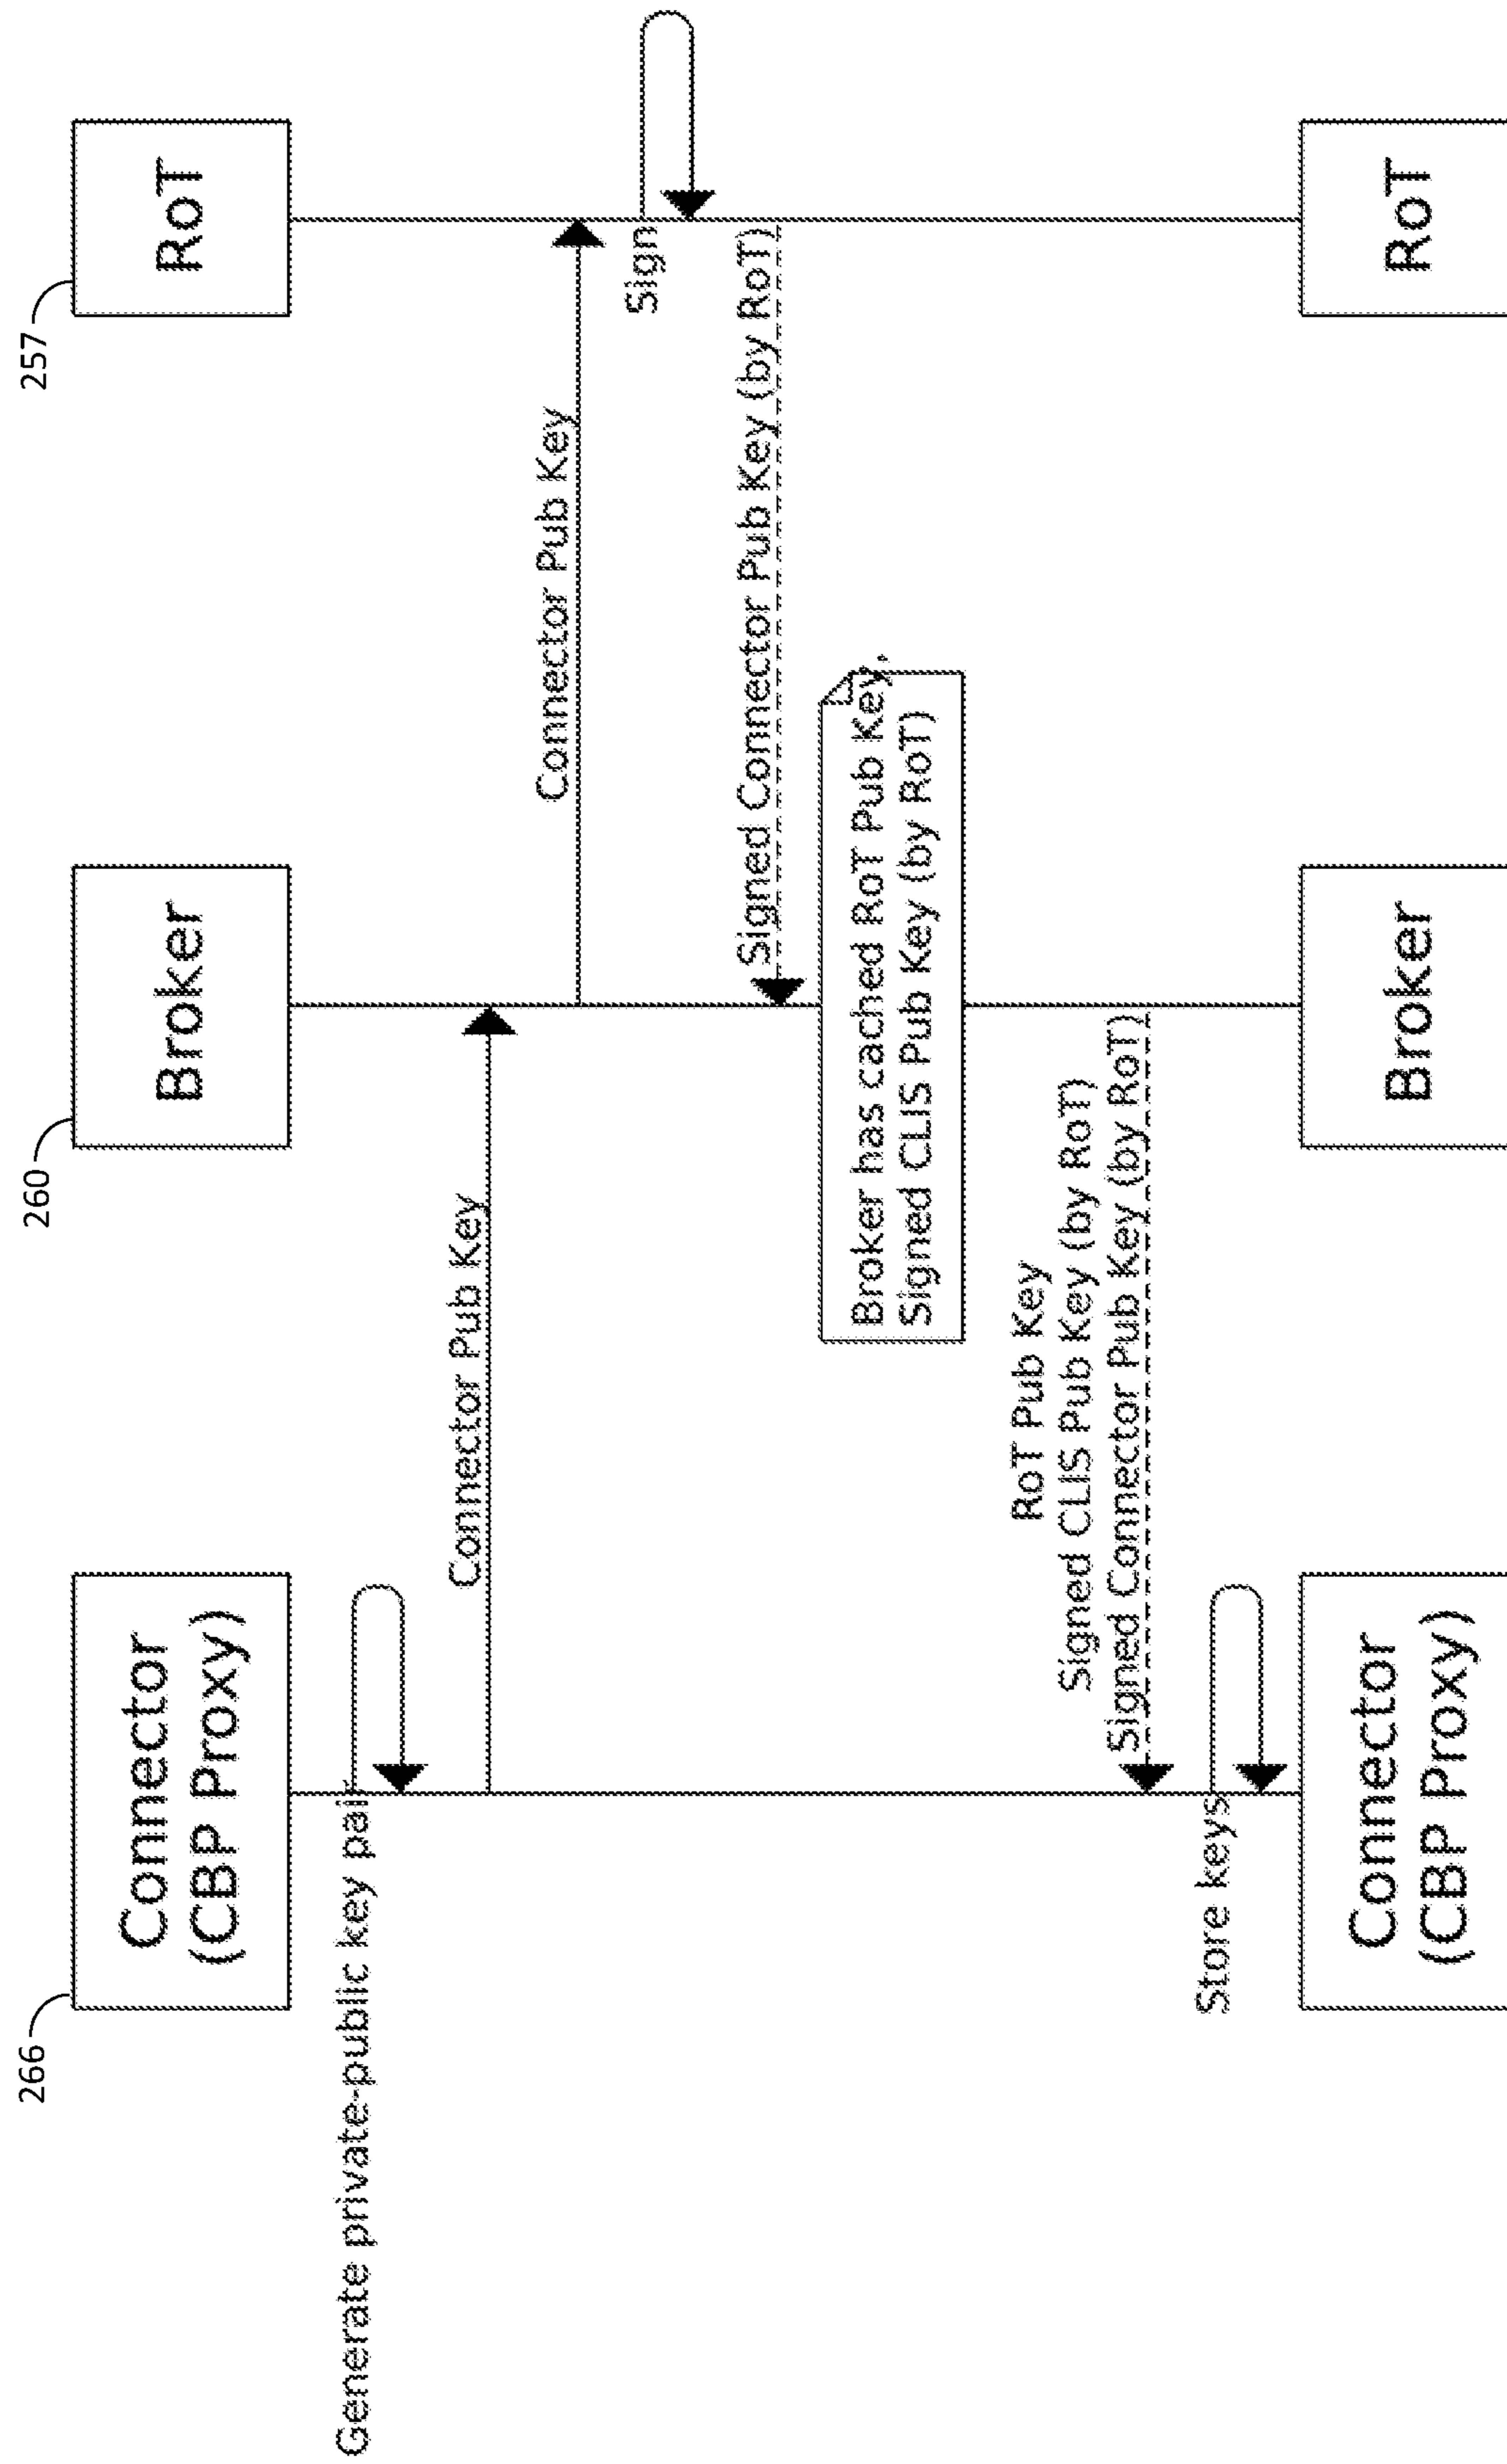 266
260
257
Connector
(CBP Proxy)
Broker
RoT
Generate private-public key pair
Connector Pub Key
Connector Pub Key
Sign
Signed Connector Pub Key (by RoT)
Broker has cached RoT Pub Key,
Signed CLIS Pub Key (by RoT)
RoT Pub Key
Signed CLIS Pub Key (by RoT)
Signed Connector Pub Key (by RoT)
Store keys
Connector
(CBP Proxy)
Broker
RoT